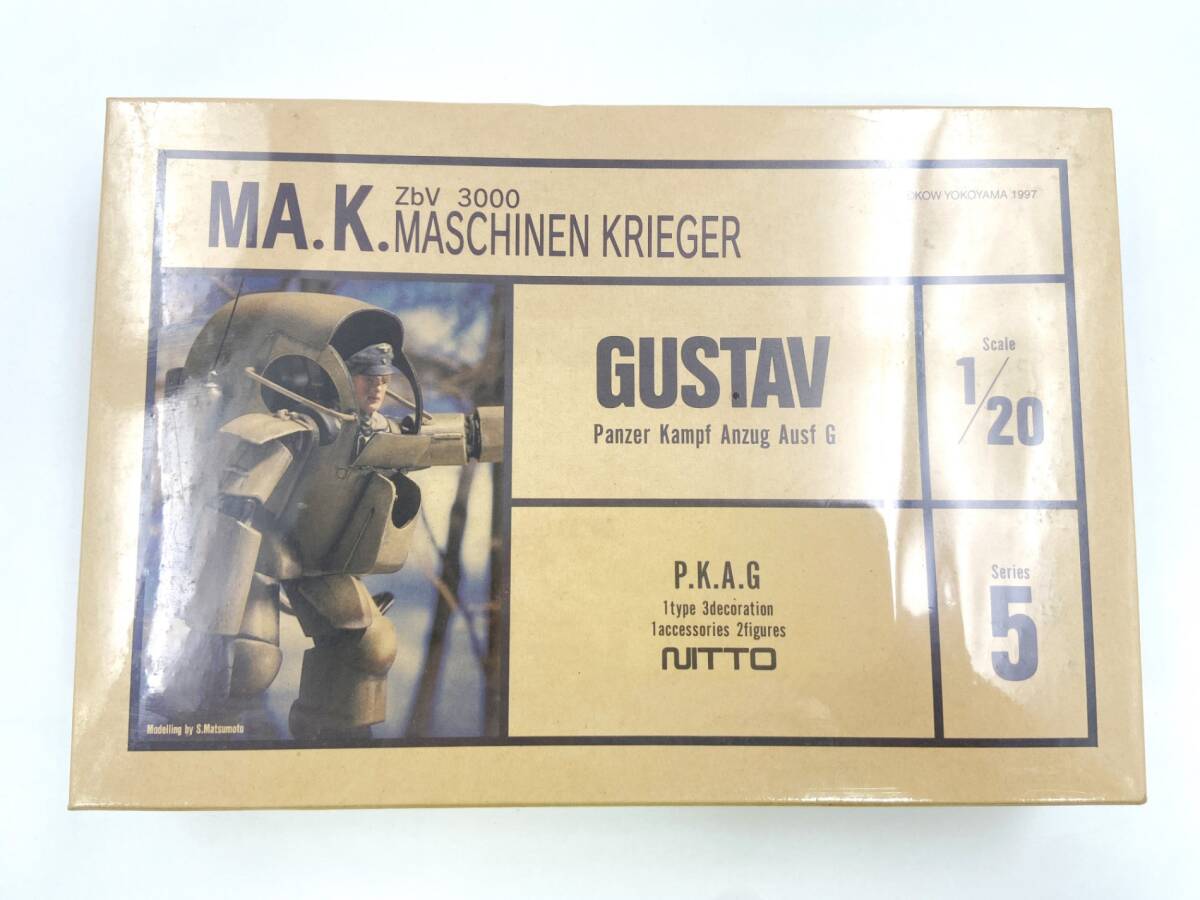 MA.K. ZbV 3000
MASCHINEN KRIEGER
OKOW YOKOYAMA 1997
GUSTAV
Panzer Kampf Anzug Ausf G
Scale
1/20
P.K.A.G
1type 3decoration
1accessories 2figures
NITTO
Series
5
Modelling by S.Matsumoto